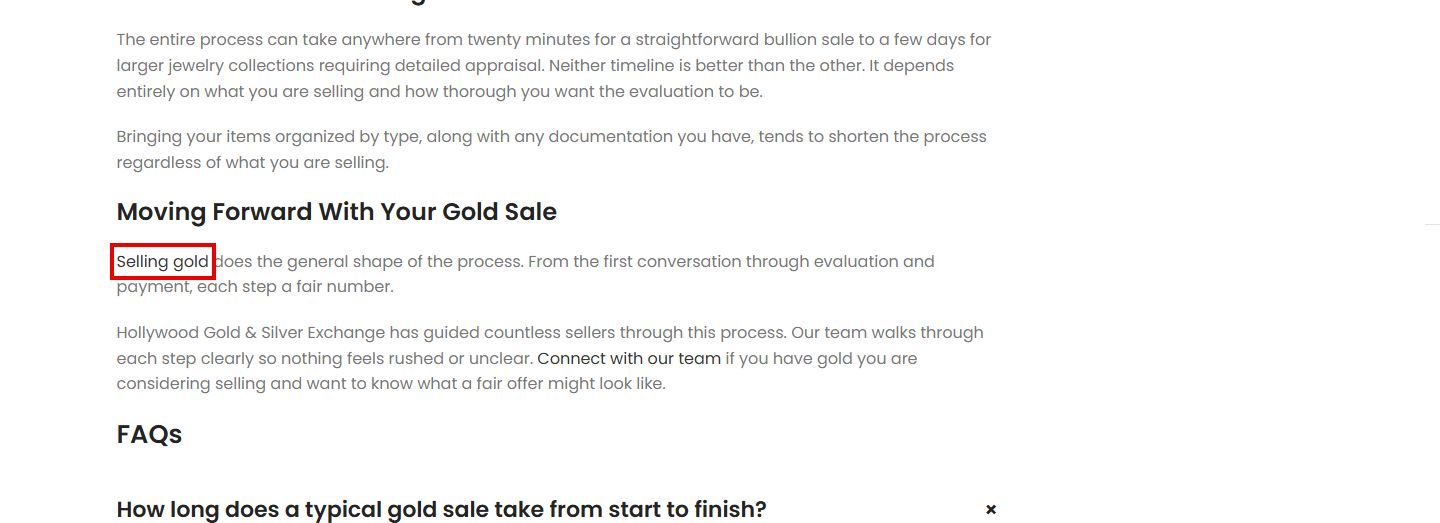 The entire process can take anywhere from twenty minutes for a straightforward bullion sale to a few days for
larger jewelry collections requiring detailed appraisal. Neither timeline is better than the other. It depends
entirely on what you are selling and how thorough you want the evaluation to be.
Bringing your items organized by type, along with any documentation you have, tends to shorten the process
regardless of what you are selling.
Moving Forward With Your Gold Sale
Selling gold does the general shape of the process. From the first conversation through evaluation and
payment, each step a fair number.
Hollywood Gold & Silver Exchange has guided countless sellers through this process. Our team walks through
each step clearly so nothing feels rushed or unclear. Connect with our team if you have gold you are
considering selling and want to know what a fair offer might look like.
FAQs
How long does a typical gold sale take from start to finish?